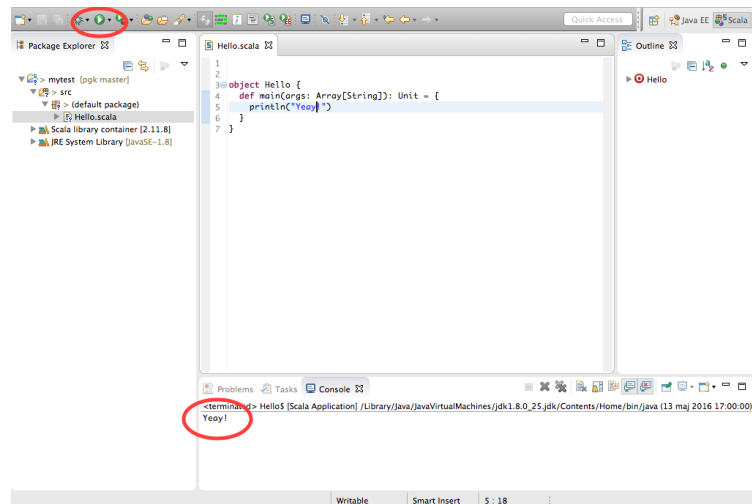 Quick Access
Java EE
Scala
Package Explorer
> mytest [pgk master]
> src
> (default package)
> Hello.scala
Scala library container [2.11.8]
JRE System Library [JavaSE-1.8]
Hello.scala
1
2
3 object Hello {
4 def main(args: Array[String]): Unit = {
5 println("Yeay!")
6 }
7 }
Outline
Hello
Problems
Tasks
Console
<terminated> Hello$ [Scala Application] /Library/Java/JavaVirtualMachines/jdk1.8.0_25.jdk/Contents/Home/bin/java (13 maj 2016 17:00:00)
Yeay!
Writable
Smart Insert
5 : 18